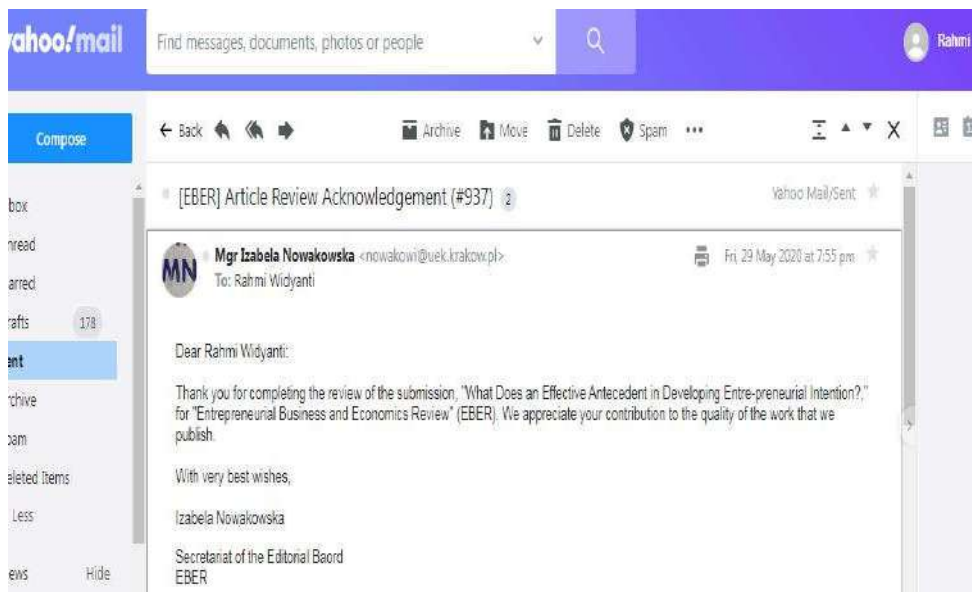 yahoo!mail
Find messages, documents, photos or people
Rahmi
Compose
Back
Archive
Move
Delete
Spam
[EBER] Article Review Acknowledgement (#937) 2
Yahoo Mail/Sent
box
nread
arred
rafts 178
ent
rchive
pam
eleted Items
Less
ews Hide
MN
Mgr Izabela Nowakowska <nowakowi@uek.krakow.pl>
Fri, 29 May 2020 at 7:55 pm
To: Rahmi Widyanti
Dear Rahmi Widyanti:
Thank you for completing the review of the submission, "What Does an Effective Antecedent in Developing Entre-preneurial Intention?,"
for "Entrepreneurial Business and Economics Review" (EBER). We appreciate your contribution to the quality of the work that we
publish.
With very best wishes,
Izabela Nowakowska
Secretariat of the Editorial Baord
EBER